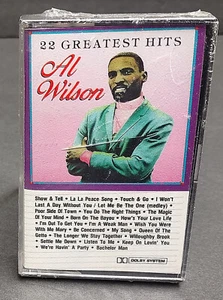 22 GREATEST HITS
Al
Wilson
Show & Tell • La La Peace Song • Touch & Go • I Won't
Last A Day Without You / Let Me Be The One (medley) •
Poor Side Of Town • You Do The Right Things • The Magic
Of Your Mind • Born On The Bayou • How's Your Love Life
• I'm Out To Get You • I'm A Weak Man • Wish You Were
With Me Mary • Be Concerned • My Song • Queen Of The
Ghetto • The Longer We Stay Together • Willoughby Brook
• Settle Me Down • Listen To Me • Keep On Lovin' You
• We're Havin' A Party • Bachelor Man
DOLBY SYSTEM